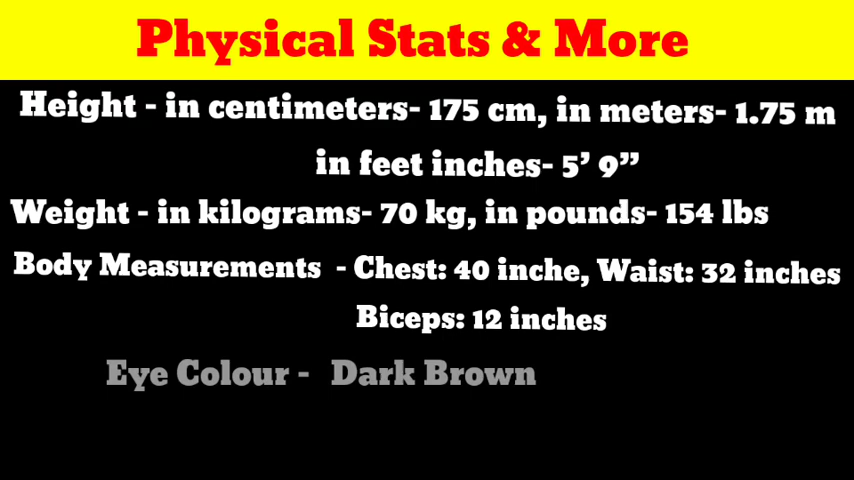 Physical Stats & More
Height - in centimeters- 175 cm, in meters- 1.75 m
in feet inches- 5’ 9”
Weight - in kilograms- 70 kg, in pounds- 154 lbs
Body Measurements - Chest: 40 inche, Waist: 32 inches
Biceps: 12 inches
Eye Colour - Dark Brown